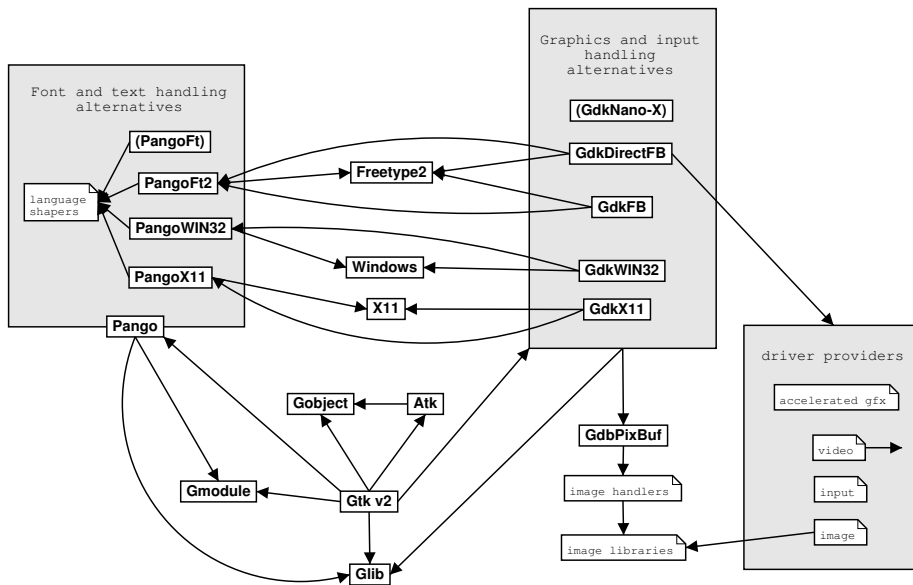 Graphics and input
handling
alternatives
Font and text handling
alternatives
(GdkNano-X)
(PangoFt)
GdkDirectFB
Freetype2
PangoFt2
language
shapers
GdkFB
PangoWIN32
Windows
GdkWIN32
PangoX11
X11
GdkX11
Pango
driver providers
accelerated gfx
Gobject
Atk
GdbPixBuf
video
Gmodule
Gtk v2
image handlers
input
image
image libraries
Glib